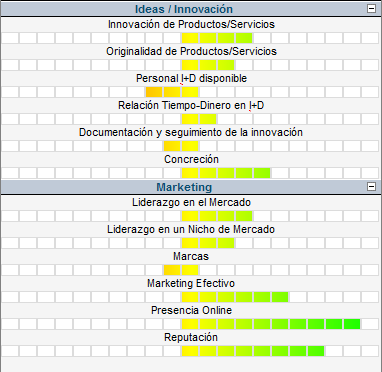 Ideas / Innovación
Innovación de Productos/Servicios
Originalidad de Productos/Servicios
Personal I+D disponible
Relación Tiempo-Dinero en I+D
Documentación y seguimiento de la innovación
Concreción
Marketing
Liderazgo en el Mercado
Liderazgo en un Nicho de Mercado
Marcas
Marketing Efectivo
Presencia Online
Reputación